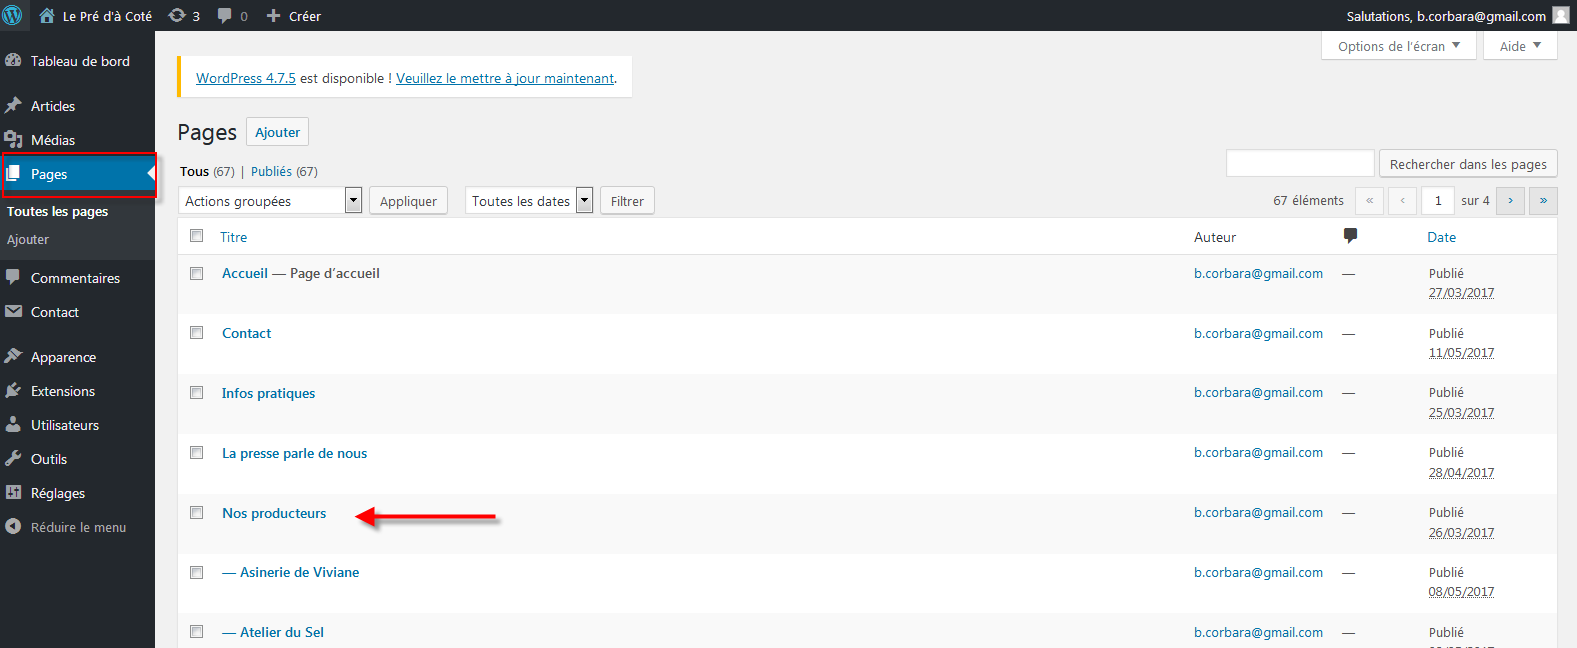 Le Pré d'à Coté 3 0 Créer Salutations, b.corbara@gmail.com
Options de l'écran Aide
Tableau de bord
Articles
Médias
Pages
Toutes les pages
Ajouter
Commentaires
Contact
Apparence
Extensions
Utilisateurs
Outils
Réglages
Réduire le menu
WordPress 4.7.5 est disponible ! Veuillez le mettre à jour maintenant.
Pages Ajouter
Tous (67) | Publiés (67)
Rechercher dans les pages
Actions groupées Appliquer Toutes les dates Filtrer 67 éléments « ‹ 1 sur 4 › »
Titre Auteur Date
Accueil — Page d’accueil b.corbara@gmail.com — Publié
27/03/2017
Contact b.corbara@gmail.com — Publié
11/05/2017
Infos pratiques b.corbara@gmail.com — Publié
25/03/2017
La presse parle de nous b.corbara@gmail.com — Publié
28/04/2017
Nos producteurs b.corbara@gmail.com — Publié
26/03/2017
— Asinerie de Viviane b.corbara@gmail.com — Publié
08/05/2017
— Atelier du Sel b.corbara@gmail.com — Publié